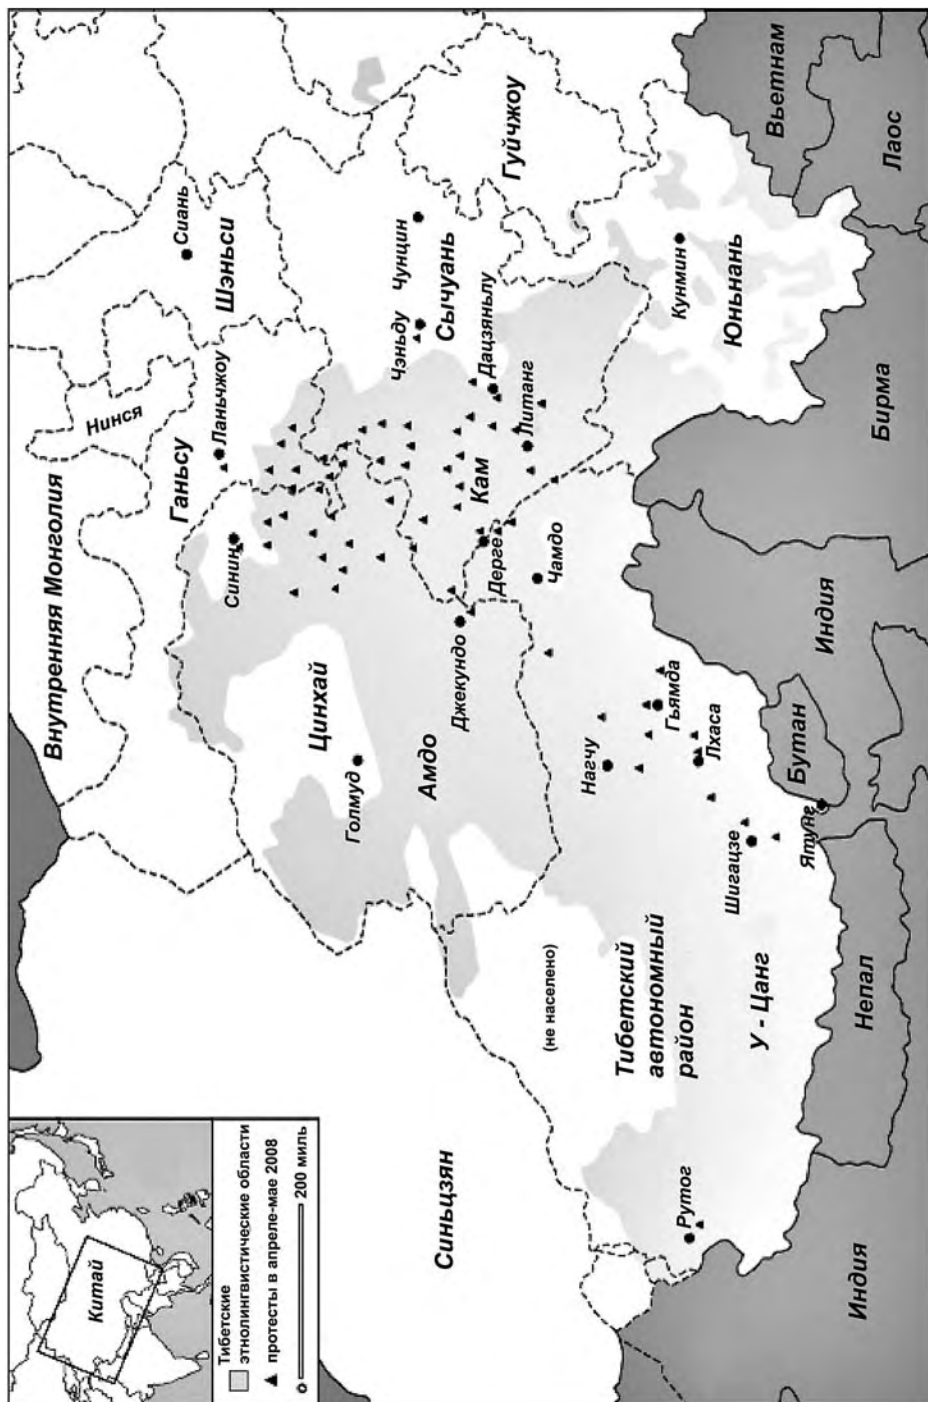 Внутренняя Монголия
Нинся
Ганьсу
Ланьчжоу
Шэньси
Сиань
Синин
Цинхай
Голмуд
Амдо
Джекундо
Синьцзян
Чэньду
Чунцин
Сычуань
Дацзяньлу
Литанг
Кам
Дерге
Чамдо
Гуйчжоу
Кунмин
Юньнань
Вьетнам
Лаос
Бирма
Индия
Бутан
Непал
Индия
(не населено)
Тибетский
автономный
район
У - Цанг
Нагчу
Гьямда
Лхаса
Шигацзе
Ятунг
Рутог
Китай
Тибетские
этнолингвистические области
протесты в апреле-мае 2008
200 миль